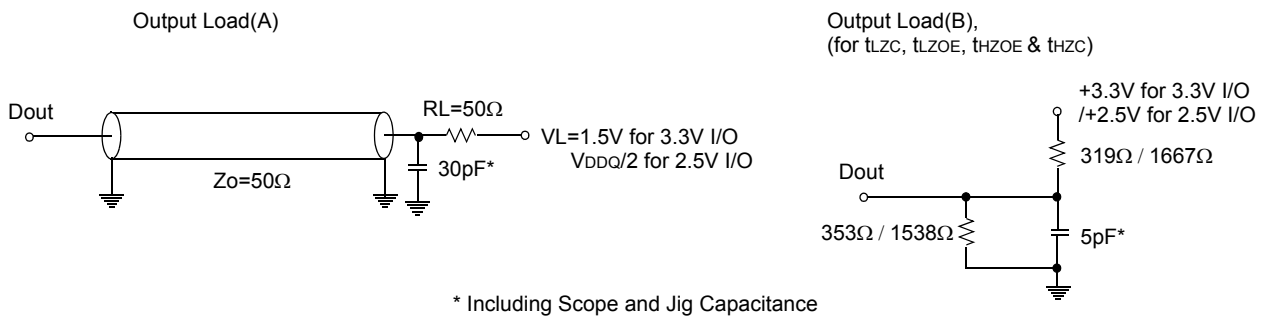 Output Load(A)
Dout
Zo=50Ω
RL=50Ω
30pF*
VL=1.5V for 3.3V I/O
VDDQ/2 for 2.5V I/O
Output Load(B),
(for tLZC, tLZOE, tHZOE & tHZC)
+3.3V for 3.3V I/O
/+2.5V for 2.5V I/O
319Ω / 1667Ω
Dout
353Ω / 1538Ω
5pF*
* Including Scope and Jig Capacitance